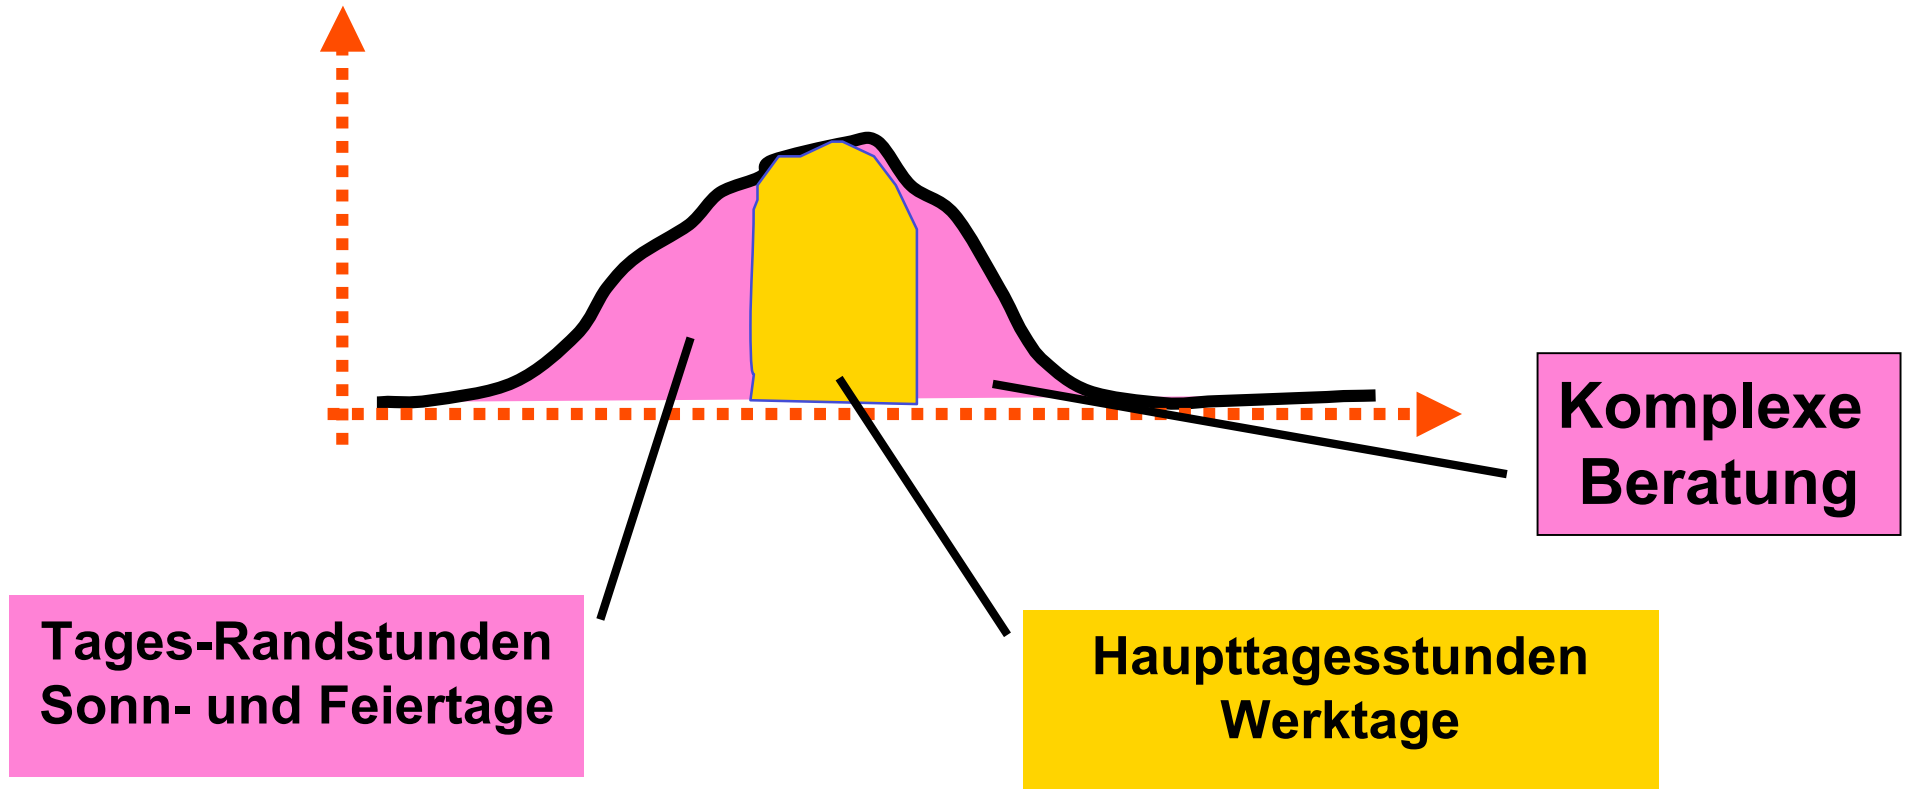 Komplexe
Beratung
Tages-Randstunden
Sonn- und Feiertage
Haupttagesstunden
Werktage